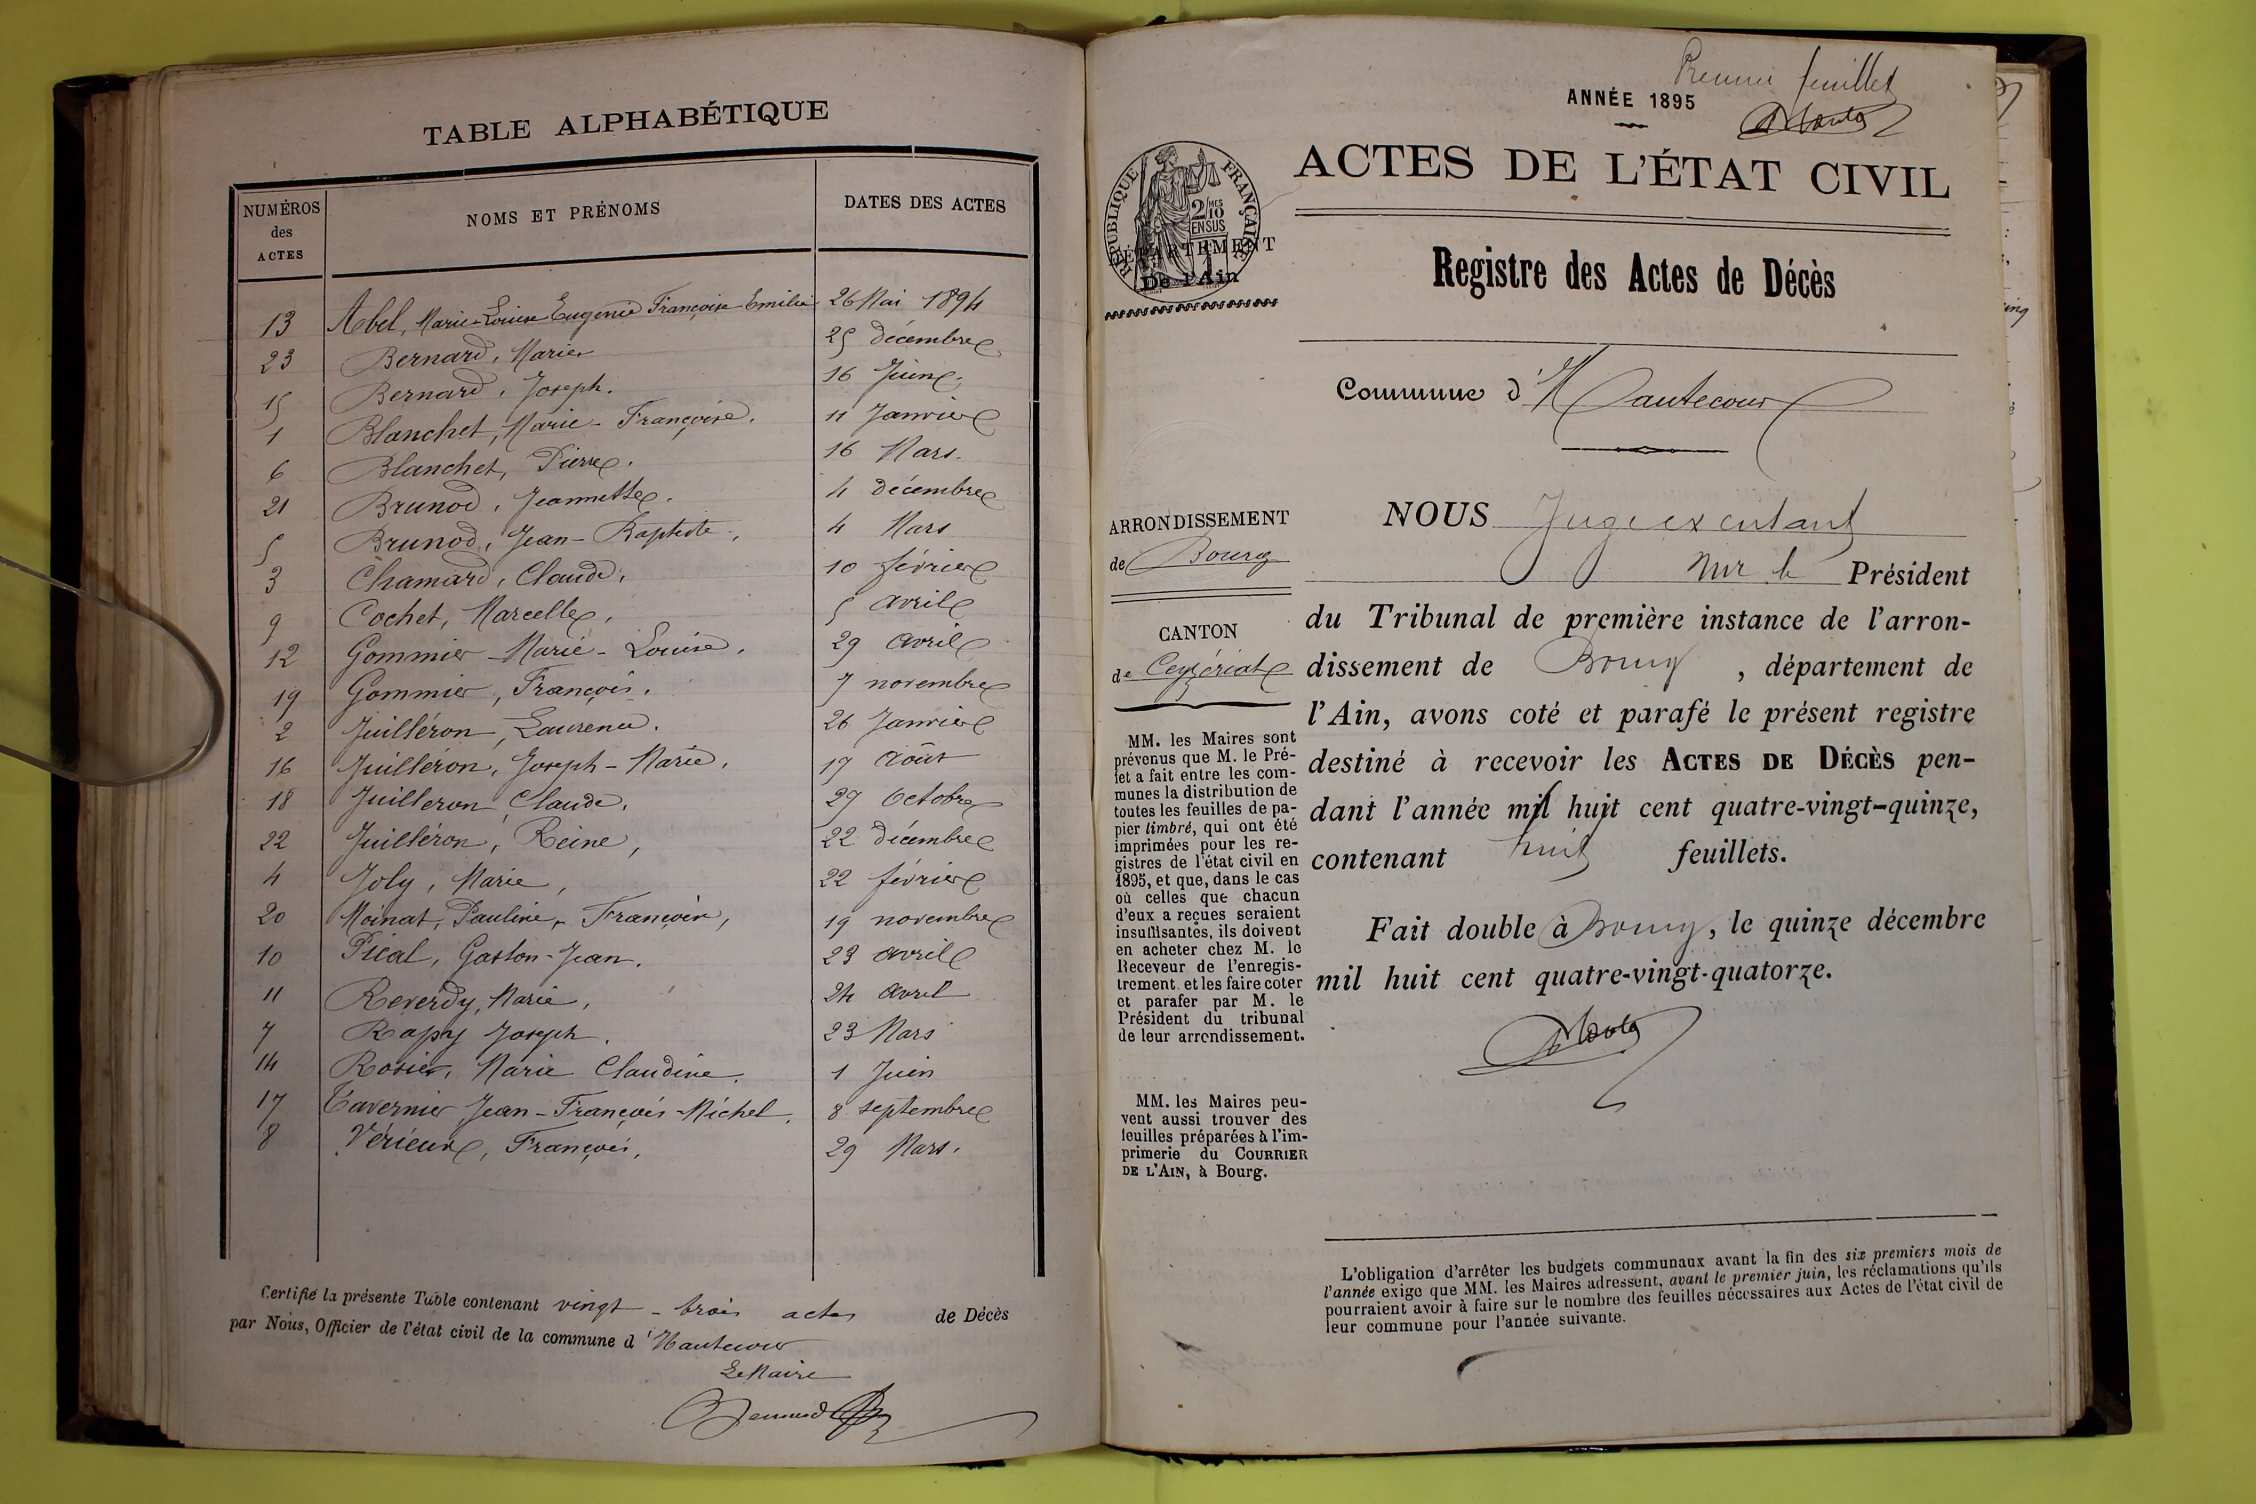 TABLE ALPHABÉTIQUE
NUMÉROS des ACTES
NOMS ET PRÉNOMS
DATES DES ACTES
13 Abel, Marie-Louise Eugénie Françoise-Emilie 26 Mai 1894
23 Bernard, Marie 25 décembre
15 Bernard, Joseph. 16 Juin.
1 Blanchet, Marie-Françoise. 11 Janvier
6 Blanchet, Pierre. 16 Mars.
21 Brunod, Jeannette. 4 décembre
5 Brunod, Jean-Baptiste, 4 Mars
3 Chamard, Claude, 10 février
9 Cochet, Marcelle, 5 avril
12 Gommier-Marie-Louise, 29 avril
19 Gommier, François. 7 novembre
2 Juilléron, Laurence. 26 Janvier
16 Juilléron, Joseph-Marie, 17 Août
18 Juilleron, Claude, 29 Octobre
22 Juilléron, Reine, 22 décembre
4 Joly, Marie, 22 février
20 Moinat, Pauline, Françoise, 19 novembre
10 Pical, Gaston-Jean. 23 avril
11 Reverdy, Marie, 24 avril
7 Rapy Joseph. 23 Mars
14 Rosier, Marie Claudine. 1 Juin
17 Tavernier Jean-François-Michel. 8 septembre
8 Vérieux, François, 29 Mars.
Certifié la présente Table contenant vingt-trois actes de Décès
par Nous, Officier de l'état civil de la commune d'Hautecour
Le Maire
Premier feuillet
ANNÉE 1895
ACTES DE L'ÉTAT CIVIL
RÉPUBLIQUE FRANÇAISE
2/10 MES
EN SUS
DÉPARTEMENT
De l'Ain
Registre des Actes de Décès
Commune d'Hautecour
ARRONDISSEMENT
de Bourg
CANTON
de Ceyzériat
MM. les Maires sont
prévenus que M. le Pré-
fet a fait entre les com-
munes la distribution de
toutes les feuilles de pa-
pier timbré, qui ont été
imprimées pour les re-
gistres de l'état civil en
1895, et que, dans le cas
où celles que chacun
d'eux a reçues seraient
insuffisantes, ils doivent
en acheter chez M. le
Receveur de l'enregis-
trement et les faire coter
et parafer par M. le
Président du tribunal
de leur arrondissement.
MM. les Maires peu-
vent aussi trouver des
feuilles préparées à l'im-
primerie du COURRIER
DE L'AIN, à Bourg.
NOUS Juge exerçant
pour le Président
du Tribunal de première instance de l'arron-
dissement de Bourg, département de
l'Ain, avons coté et parafé le présent registre
destiné à recevoir les ACTES DE DÉCÈS pen-
dant l'année mil huit cent quatre-vingt-quinze,
contenant huit feuillets.
Fait double à Bourg, le quinze décembre
mil huit cent quatre-vingt-quatorze.
L'obligation d'arrêter les budgets communaux avant la fin des six premiers mois de
l'année exige que MM. les Maires adressent, avant le premier juin, les réclamations qu'ils
pourraient avoir à faire sur le nombre des feuilles nécessaires aux Actes de l'état civil de
leur commune pour l'année suivante.